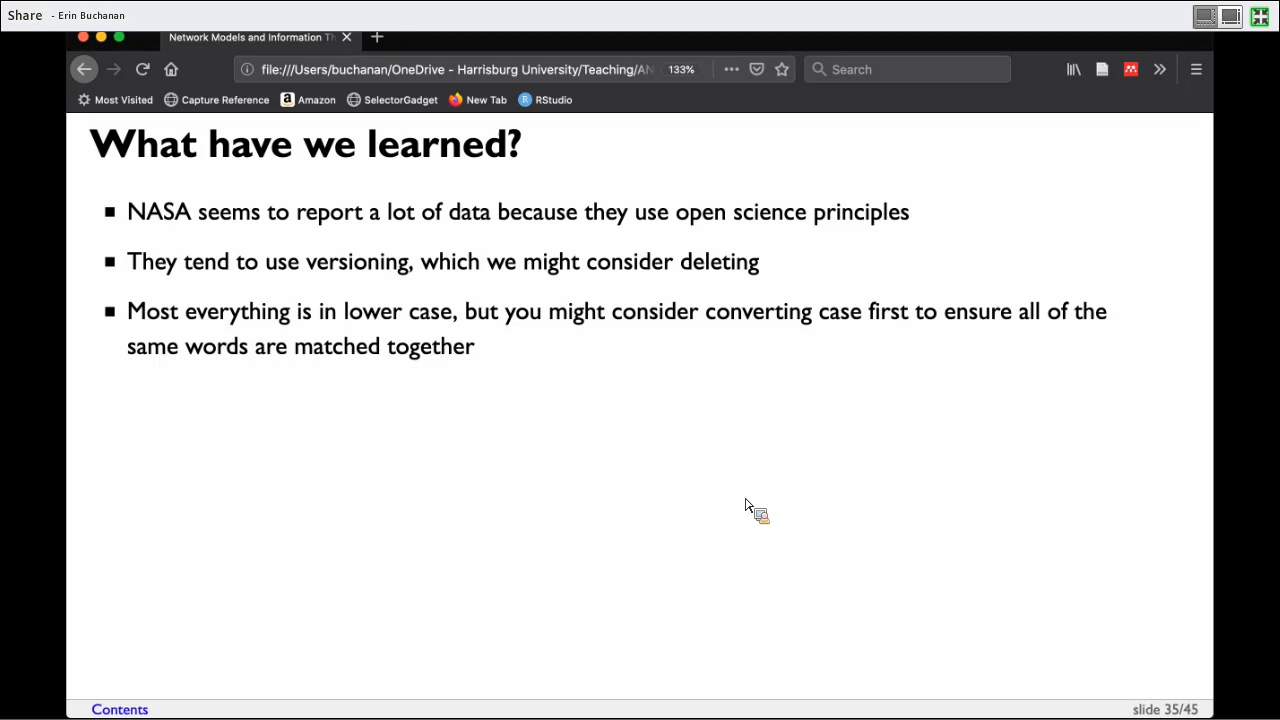 Share - Erin Buchanan
Network Models and Information Th
file:///Users/buchanan/OneDrive - Harrisburg University/Teaching/AN 133% Search
Most Visited Capture Reference Amazon SelectorGadget New Tab RStudio
What have we learned?
NASA seems to report a lot of data because they use open science principles
They tend to use versioning, which we might consider deleting
Most everything is in lower case, but you might consider converting case first to ensure all of the
same words are matched together
Contents slide 35/45